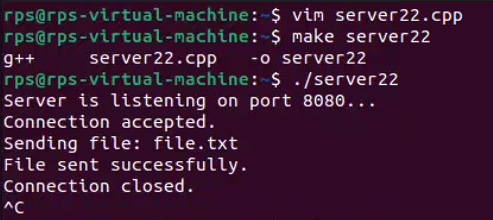 rps@rps-virtual-machine:~$ vim server22.cpp
rps@rps-virtual-machine:~$ make server22
g++     server22.cpp   -o server22
rps@rps-virtual-machine:~$ ./server22
Server is listening on port 8080...
Connection accepted.
Sending file: file.txt
File sent successfully.
Connection closed.
^C